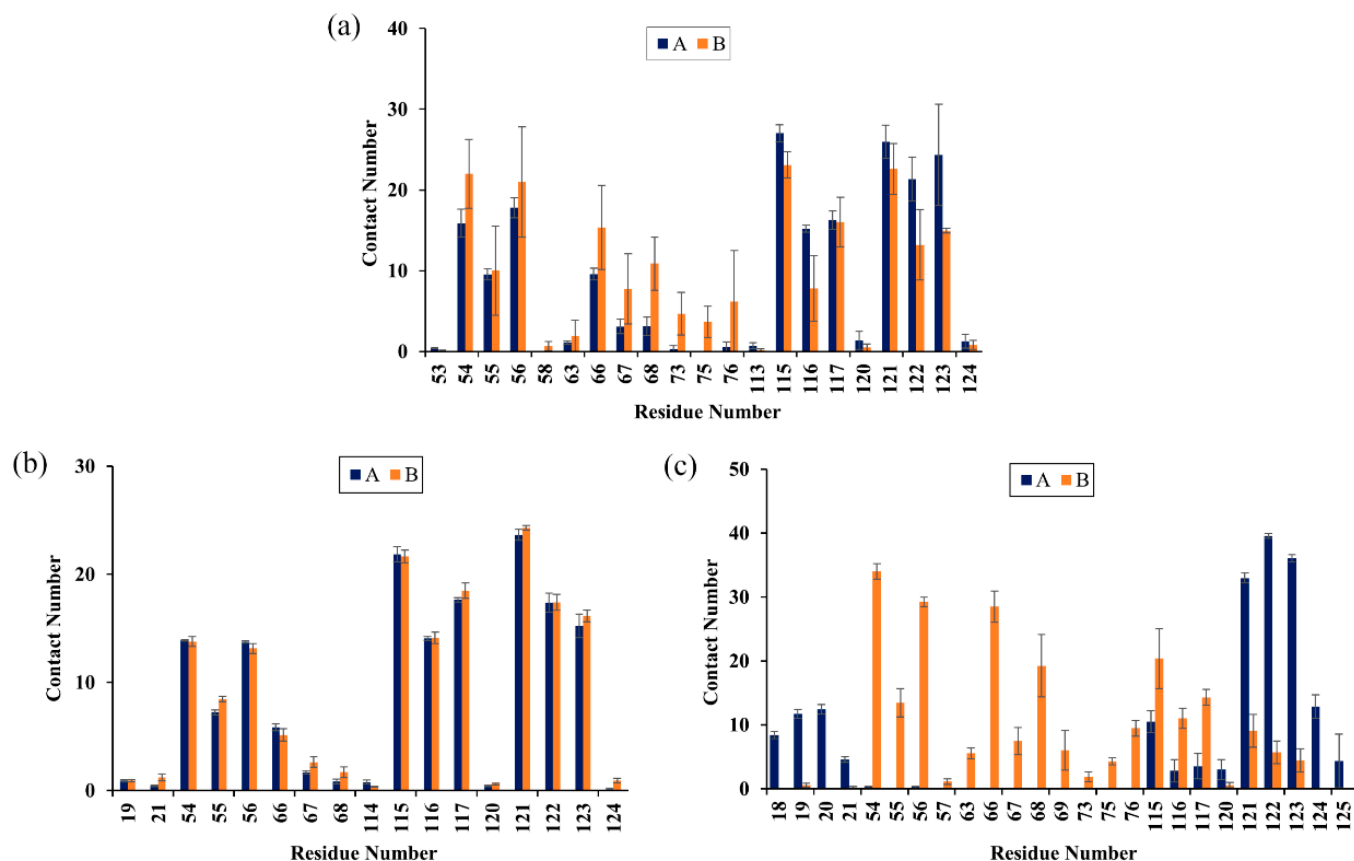 (a)
A B
Contact Number
40
30
20
10
0
53 54 55 56 58 63 66 67 68 73 75 76 113 115 116 117 120 121 122 123 124
Residue Number
(b)
A B
Contact Number
30
20
10
0
19 21 54 55 56 66 67 68 114 115 116 117 120 121 122 123 124
Residue Number
(c)
A B
Contact Number
50
40
30
20
10
0
18 19 20 21 54 55 56 57 63 66 67 68 69 73 75 76 115 116 117 120 121 122 123 124 125
Residue Number